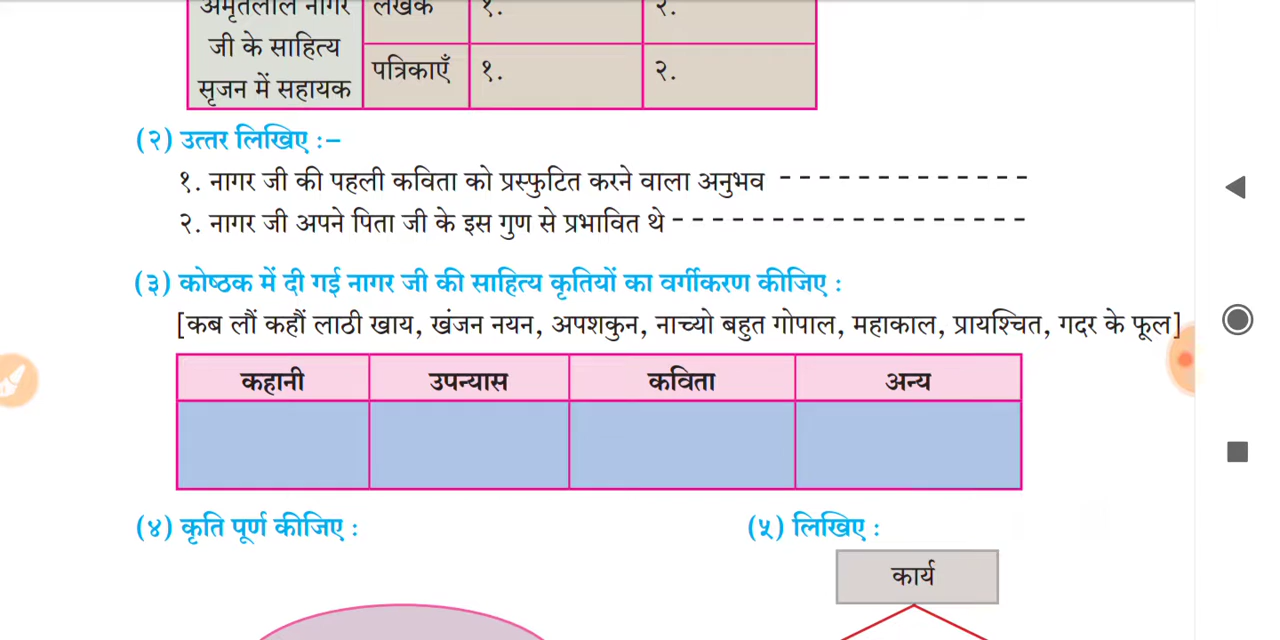 अमृतलाल नागर लेखक १. २.
जी के साहित्य
सृजन में सहायक पत्रिकाएँ १. २.
(२) उत्तर लिखिए :–
१. नागर जी की पहली कविता को प्रस्फुटित करने वाला अनुभव - - - - - - - - - - - - - -
२. नागर जी अपने पिता जी के इस गुण से प्रभावित थे - - - - - - - - - - - - - - - - - - - -
(३) कोष्ठक में दी गई नागर जी की साहित्य कृतियों का वर्गीकरण कीजिए :
[कब लौं कहौं लाठी खाय, खंजन नयन, अपशकुन, नाच्यो बहुत गोपाल, महाकाल, प्रायश्चित, गदर के फूल]
कहानी उपन्यास कविता अन्य
(४) कृति पूर्ण कीजिए : (५) लिखिए :
कार्य